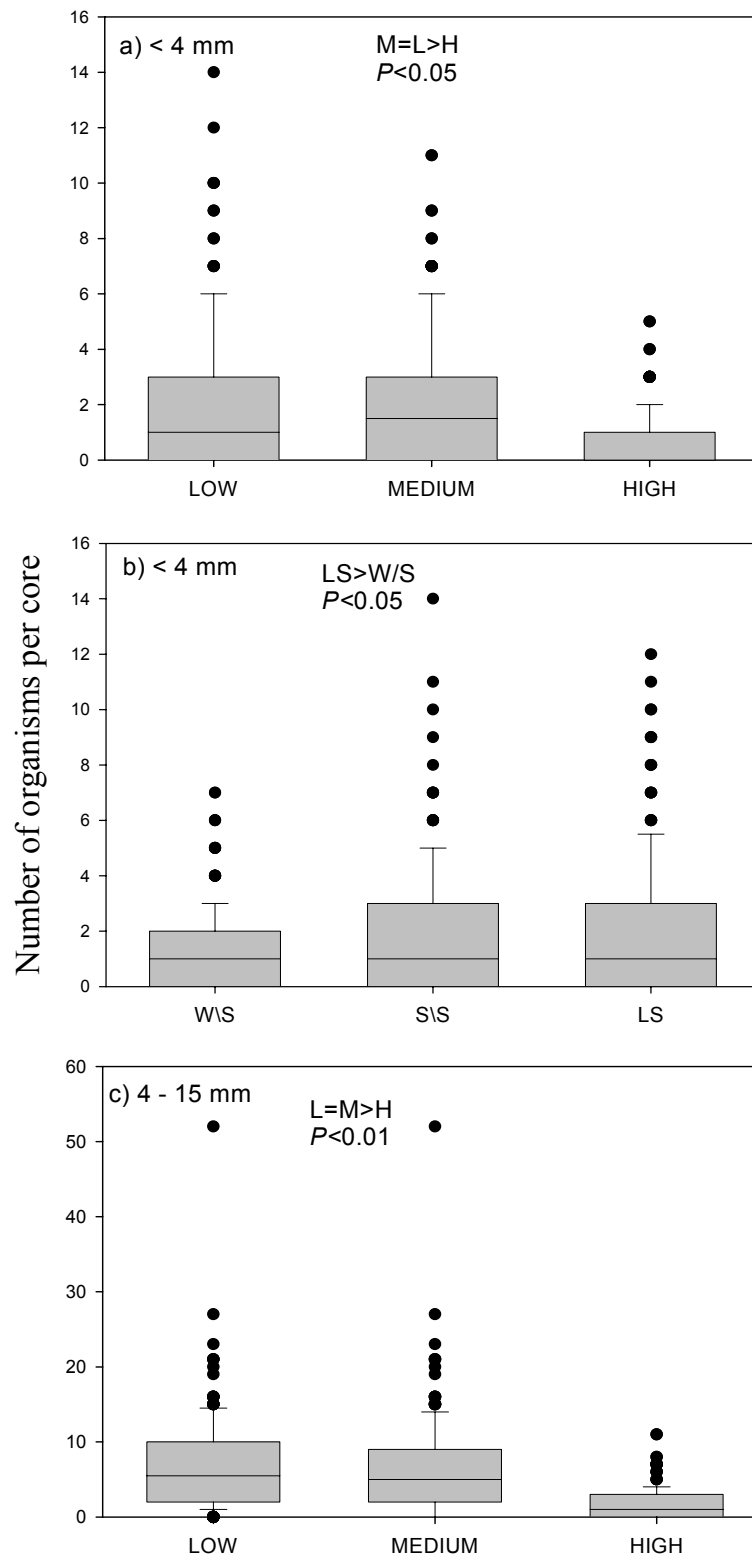 a) < 4 mm
M=L>H
P<0.05
16
14
12
10
8
6
4
2
0
LOW MEDIUM HIGH
Number of organisms per core
b) < 4 mm
LS>W/S
P<0.05
16
14
12
10
8
6
4
2
0
W\S S\S LS
c) 4 - 15 mm
L=M>H
P<0.01
60
50
40
30
20
10
0
LOW MEDIUM HIGH